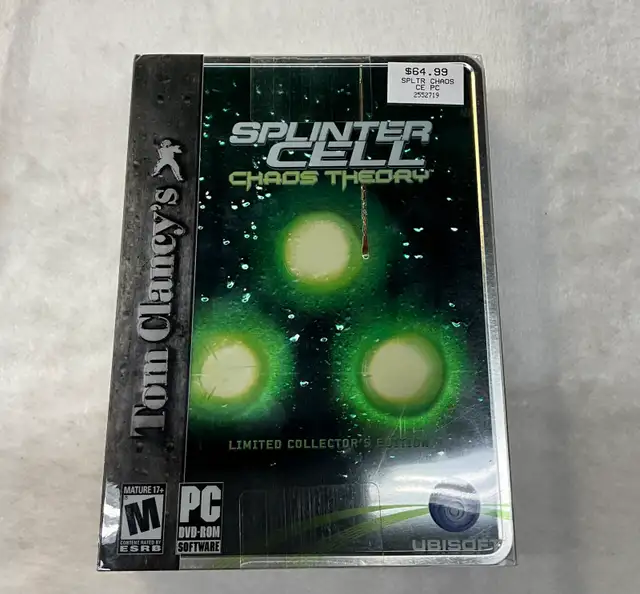 $64.99
SPLTR CHAOS
CE PC
2552719
Tom Clancy's
SPLINTER
CELL
CHAOS THEORY
LIMITED COLLECTOR'S EDITION
MATURE 17+
M
CONTENT RATED BY
ESRB
PC
DVD-ROM
SOFTWARE
UBISOFT